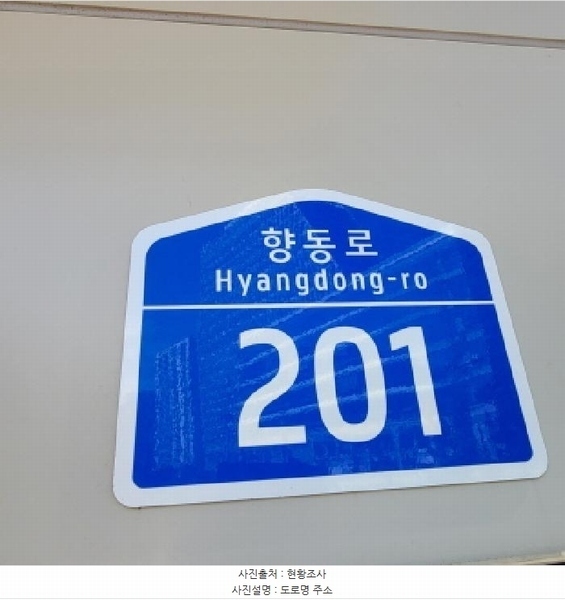 향동로
Hyangdong-ro
201
사진출처 : 현황조사
사진설명 : 도로명 주소